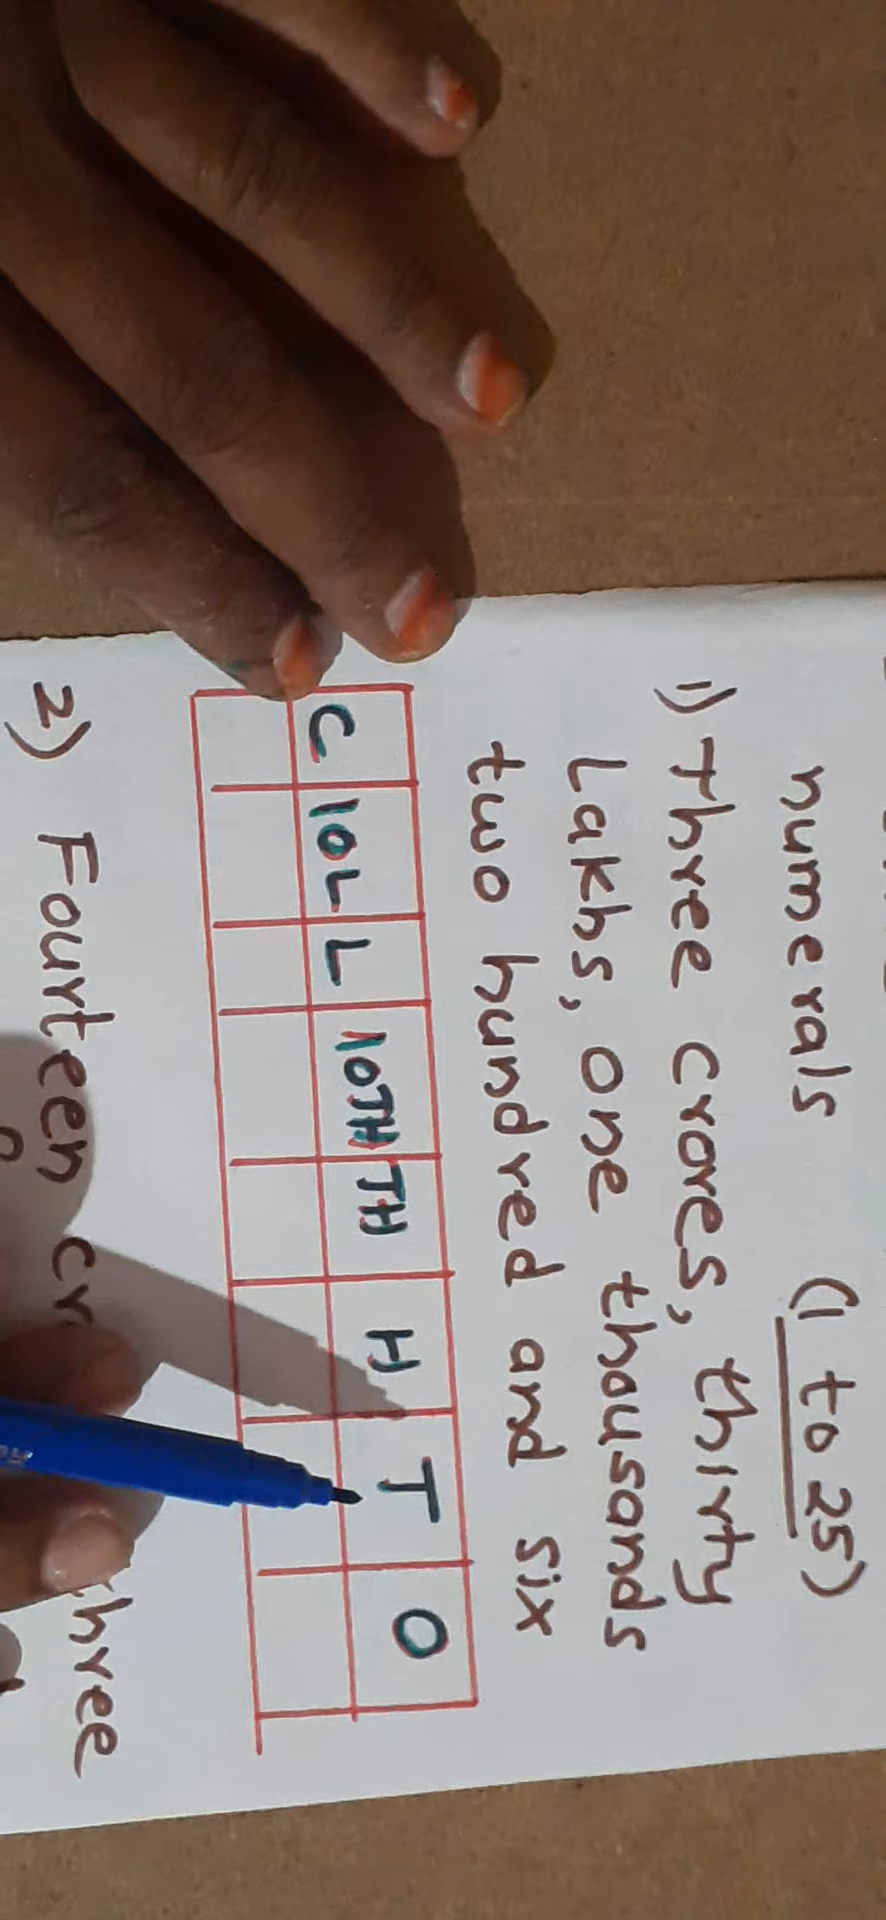 numerals (1 to 25)
1) Three crores, thirty
Lakhs, one thousands
two hundred and six
C 10L L 10TH TH H T O
2) Fourteen hree